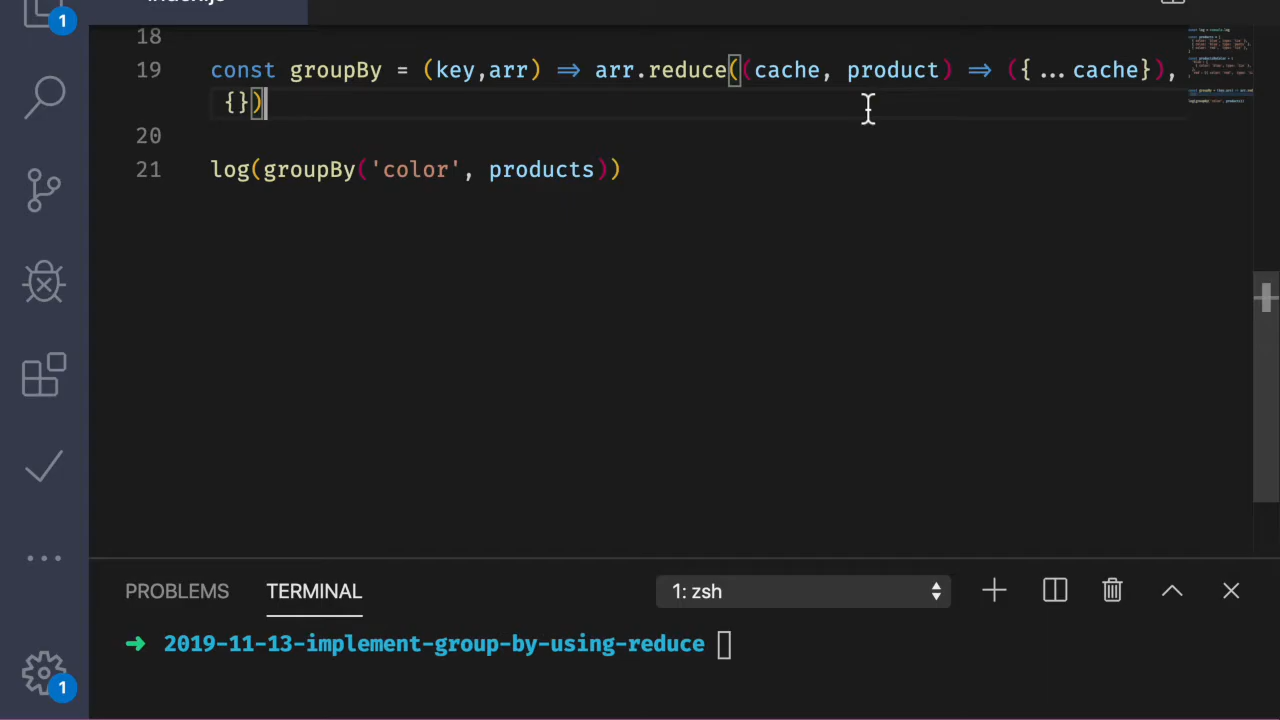 1
18
19 const groupBy = (key,arr) => arr.reduce((cache, product) => ({...cache}),
{})
20
21 log(groupBy('color', products))
PROBLEMS TERMINAL 1: zsh
➜ 2019-11-13-implement-group-by-using-reduce
1